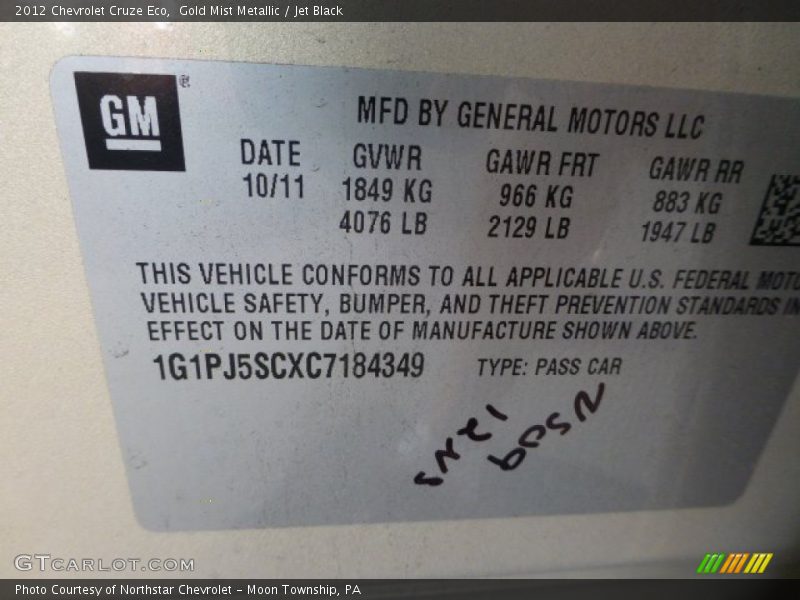 2012 Chevrolet Cruze Eco, Gold Mist Metallic / Jet Black
GM ®
MFD BY GENERAL MOTORS LLC
DATE GVWR GAWR FRT GAWR RR
10/11 1849 KG 966 KG 883 KG
4076 LB 2129 LB 1947 LB
THIS VEHICLE CONFORMS TO ALL APPLICABLE U.S. FEDERAL MOTO
VEHICLE SAFETY, BUMPER, AND THEFT PREVENTION STANDARDS IN
EFFECT ON THE DATE OF MANUFACTURE SHOWN ABOVE.
1G1PJ5SCXC7184349 TYPE: PASS CAR
GTCARLOT.COM
Photo Courtesy of Northstar Chevrolet - Moon Township, PA